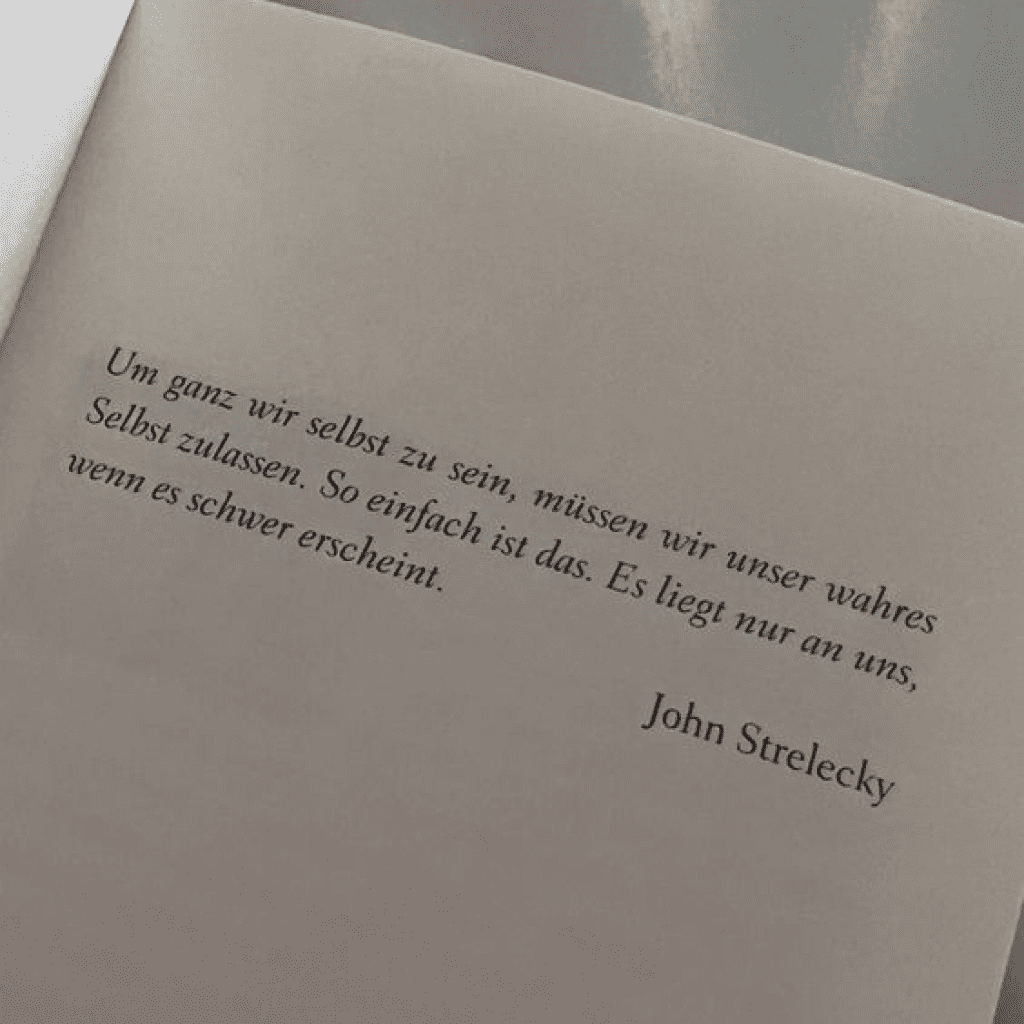 Um ganz wir selbst zu sein, müssen wir unser wahres
Selbst zulassen. So einfach ist das. Es liegt nur an uns,
wenn es schwer erscheint.
John Strelecky